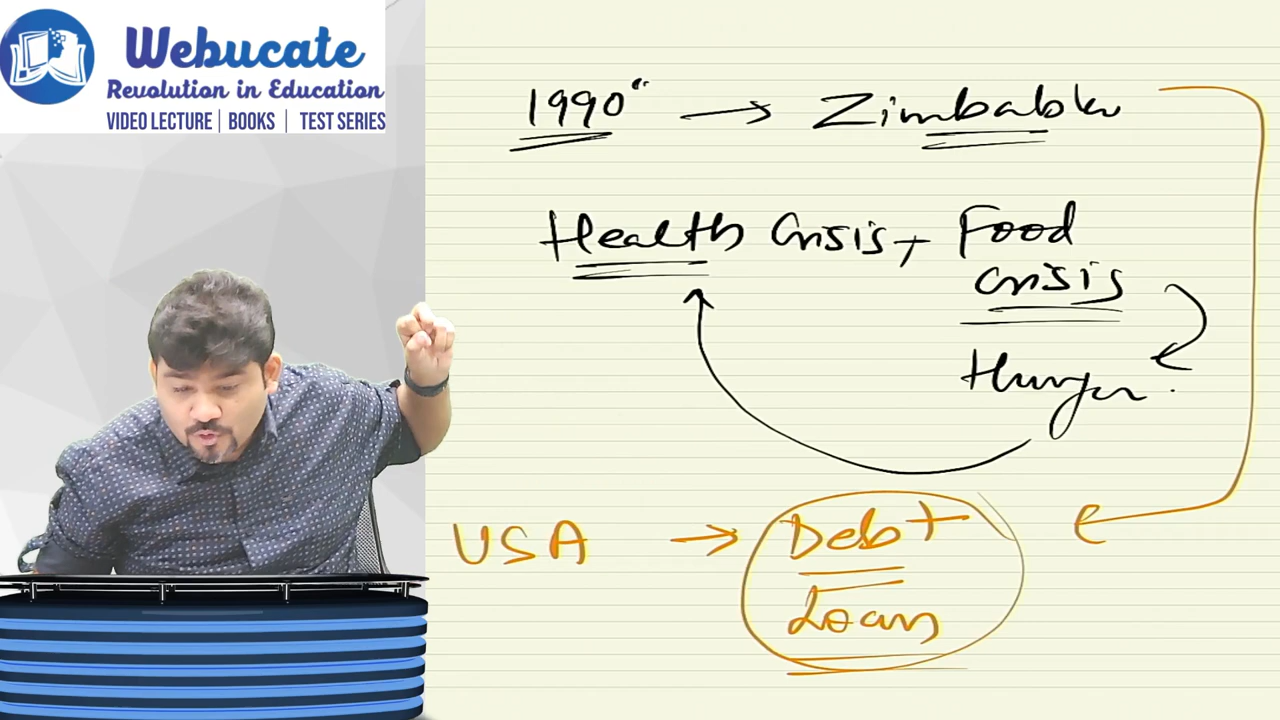 Webucate
Revolution in Education
VIDEO LECTURE | BOOKS | TEST SERIES
1990" → Zimbabw
Health Crisis + Food
crisis
Hunger
USA → Debt
Loan